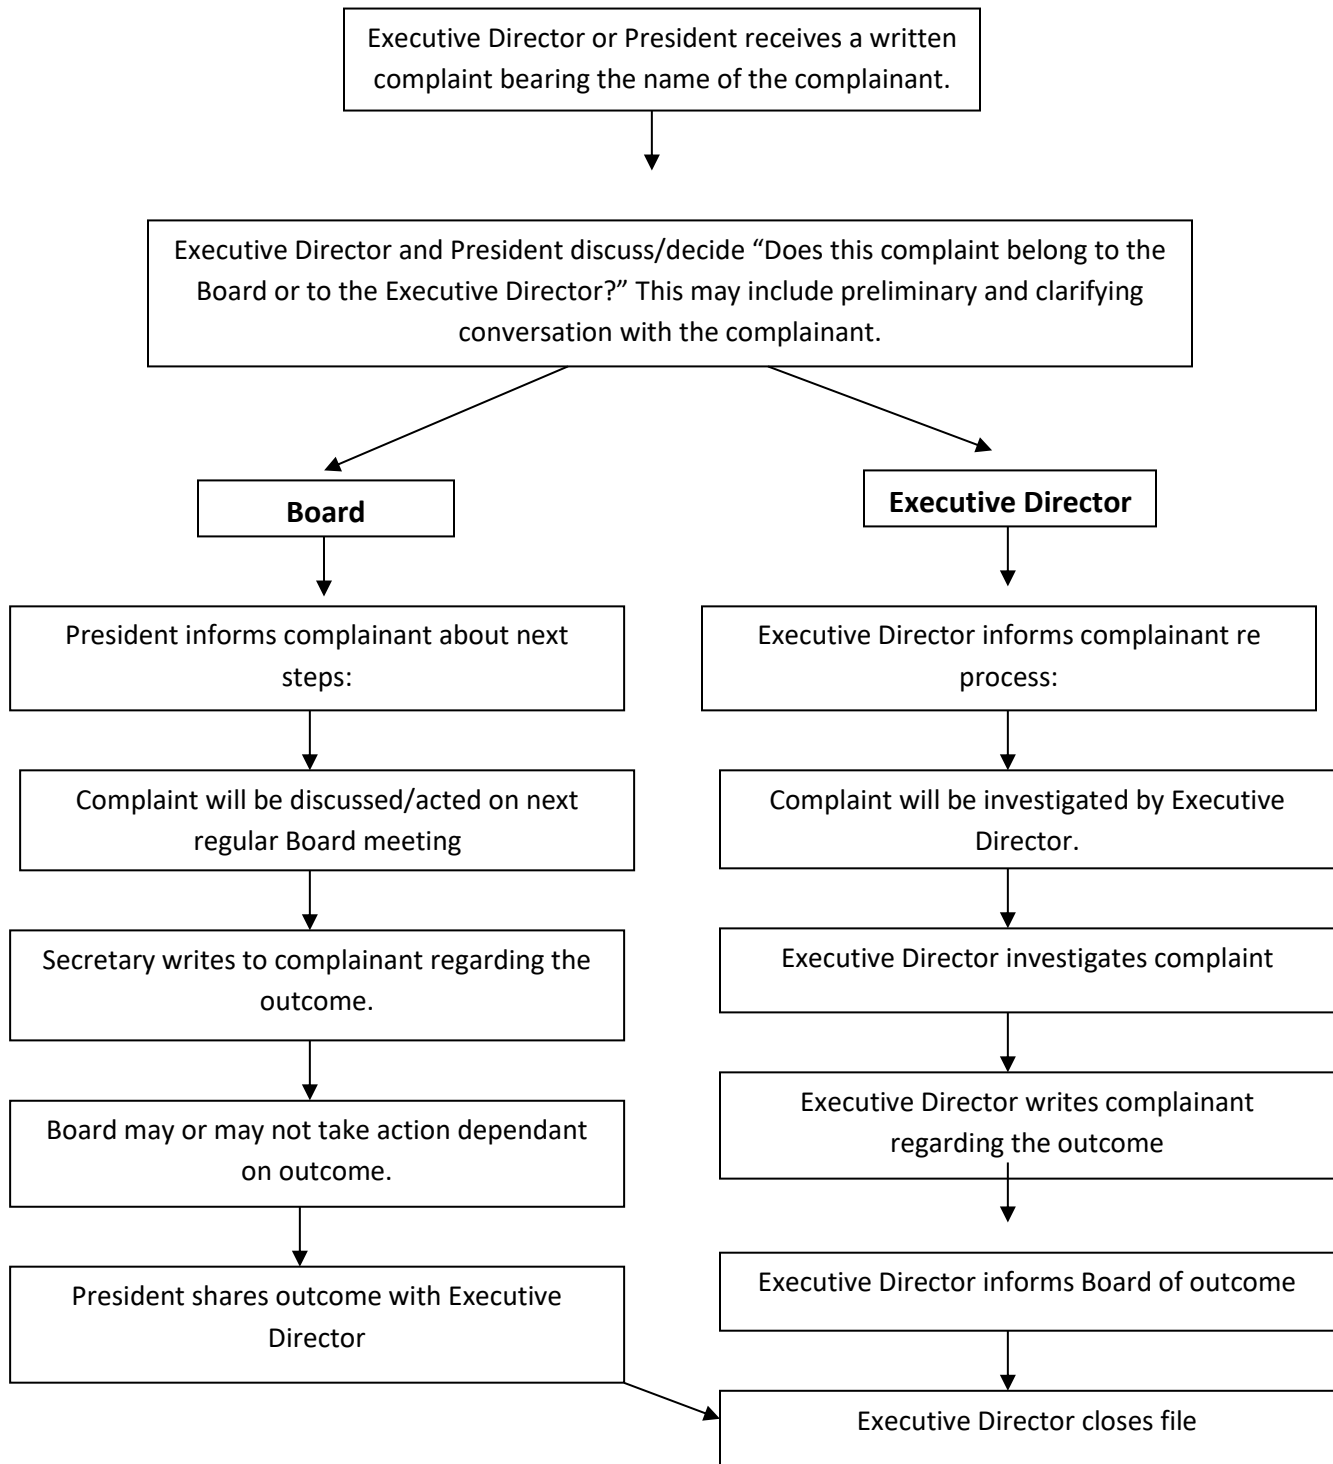 Executive Director or President receives a written
complaint bearing the name of the complainant.
Executive Director and President discuss/decide “Does this complaint belong to the
Board or to the Executive Director?” This may include preliminary and clarifying
conversation with the complainant.
Board
President informs complainant about next
steps:
Complaint will be discussed/acted on next
regular Board meeting
Secretary writes to complainant regarding the
outcome.
Board may or may not take action dependant
on outcome.
President shares outcome with Executive
Director
Executive Director
Executive Director informs complainant re
process:
Complaint will be investigated by Executive
Director.
Executive Director investigates complaint
Executive Director writes complainant
regarding the outcome
Executive Director informs Board of outcome
Executive Director closes file